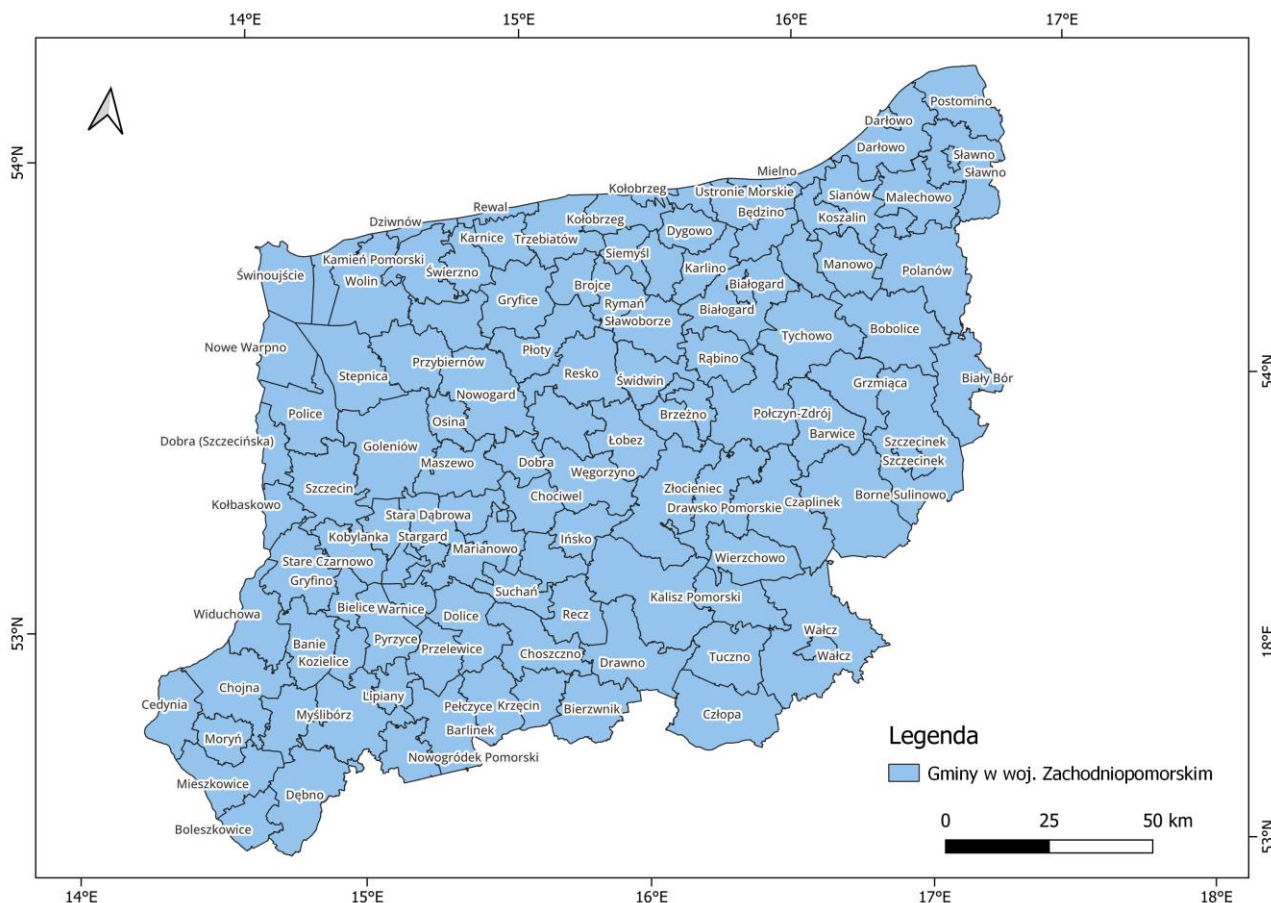 14°E 15°E 16°E 17°E
Postomino
Darłowo
Darłowo
54°N
Sławno
Sławno
Mielno
Kołobrzeg
Ustronie Morskie
Sianów
Malechowo
Rewal
Dziwnów
Kołobrzeg
Będzino
Koszalin
Dygowo
Karnice
Trzebiatów
Siemyśl
Kamień Pomorski
Świerzno
Karlino
Manowo
Polanów
Świnoujście
Wolin
Brojce
Białogard
Gryfice
Rymań
Białogard
Sławoborze
Bobolice
Tychowo
Nowe Warpno
Płoty
Rąbino
Przybiernów
Stepnica
Resko
Świdwin
Grzmiąca
Biały Bór
54°N
Nowogard
Police
Osina
Brzeżno
Połczyn-Zdrój
Barwice
Dobra (Szczecińska)
Goleniów
Łobez
Szczecinek
Szczecinek
Maszewo
Dobra
Węgorzyno
Szczecin
Chociwel
Złocieniec
Borne Sulinowo
Kołbaskowo
Drawsko Pomorskie
Czaplinek
Stara Dąbrowa
Kobylanka
Stargard
Marianowo
Ińsko
Stare Czarnowo
Wierzchowo
Gryfino
Suchań
Kalisz Pomorski
Widuchowa
Bielice
Warnice
Dolice
Recz
53°N
Banie
Pyrzyce
Przelewice
Wałcz
Wałcz
18°E
Kozielice
Choszczno
Drawno
Tuczno
Chojna
Lipiany
Cedynia
Myślibórz
Pełczyce
Krzęcin
Bierzwnik
Człopa
Moryń
Barlinek
Nowogródek Pomorski
Mieszkowice
Dębno
Boleszkowice
Legenda
Gminy w woj. Zachodniopomorskim
0 25 50 km
53°N
14°E 15°E 16°E 17°E 18°E